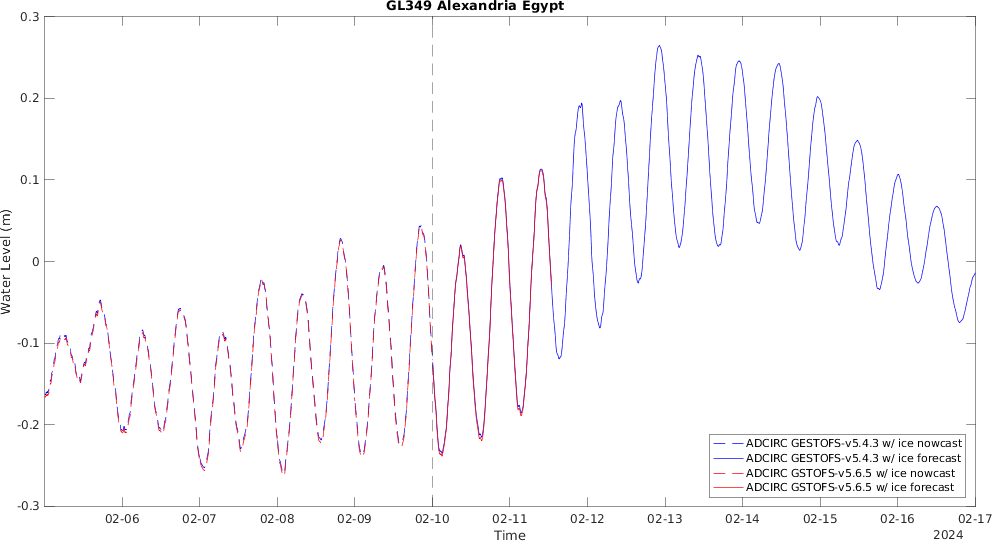 GL349 Alexandria Egypt
0.3
0.2
0.1
0
-0.1
-0.2
-0.3
Water Level (m)
02-06
02-07
02-08
02-09
02-10
02-11
02-12
02-13
02-14
02-15
02-16
02-17
Time
2024
ADCIRC GESTOFS-v5.4.3 w/ ice nowcast
ADCIRC GESTOFS-v5.4.3 w/ ice forecast
ADCIRC GSTOFS-v5.6.5 w/ ice nowcast
ADCIRC GSTOFS-v5.6.5 w/ ice forecast